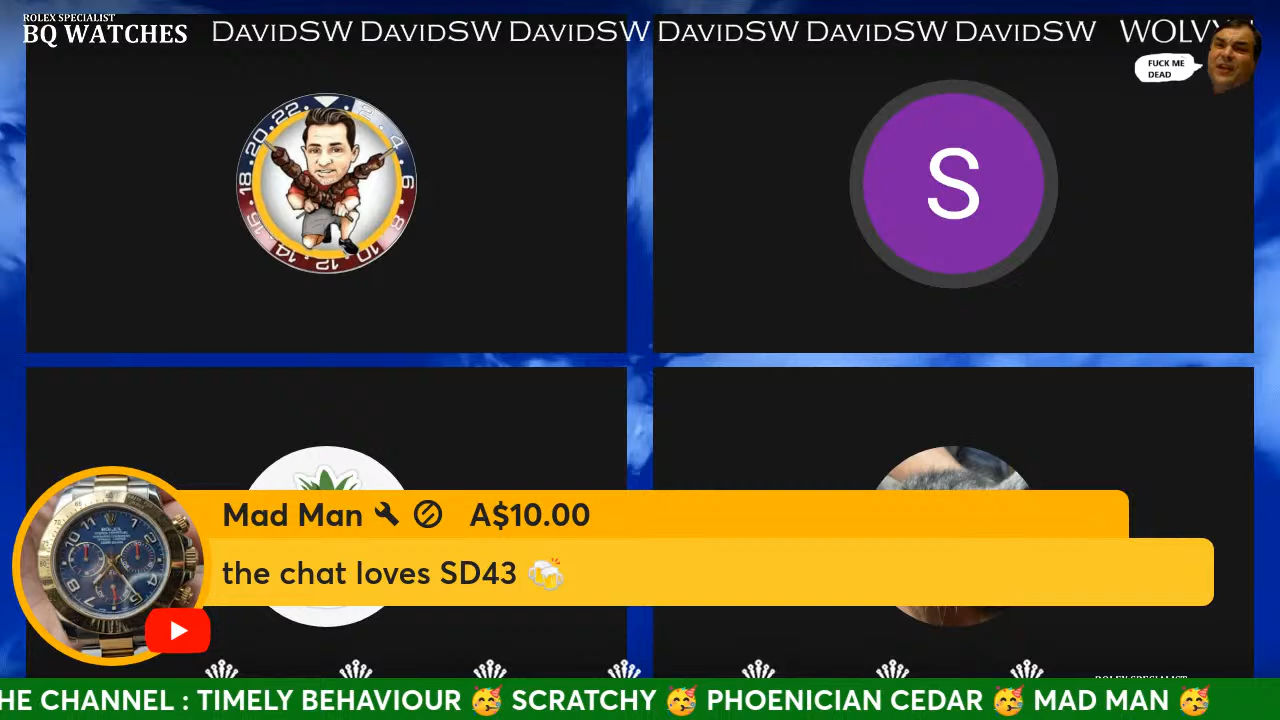 ROLEX SPECIALIST
BQ WATCHES
DAVIDSW DAVIDSW DAVIDSW DAVIDSW DAVIDSW DAVIDSW
FUCK ME
DEAD
S
Mad Man A$10.00
the chat loves SD43 🍻
HE CHANNEL : TIMELY BEHAVIOUR 🥳 SCRATCHY 🥳 PHOENICIAN CEDAR 🥳 MAD MAN 🥳